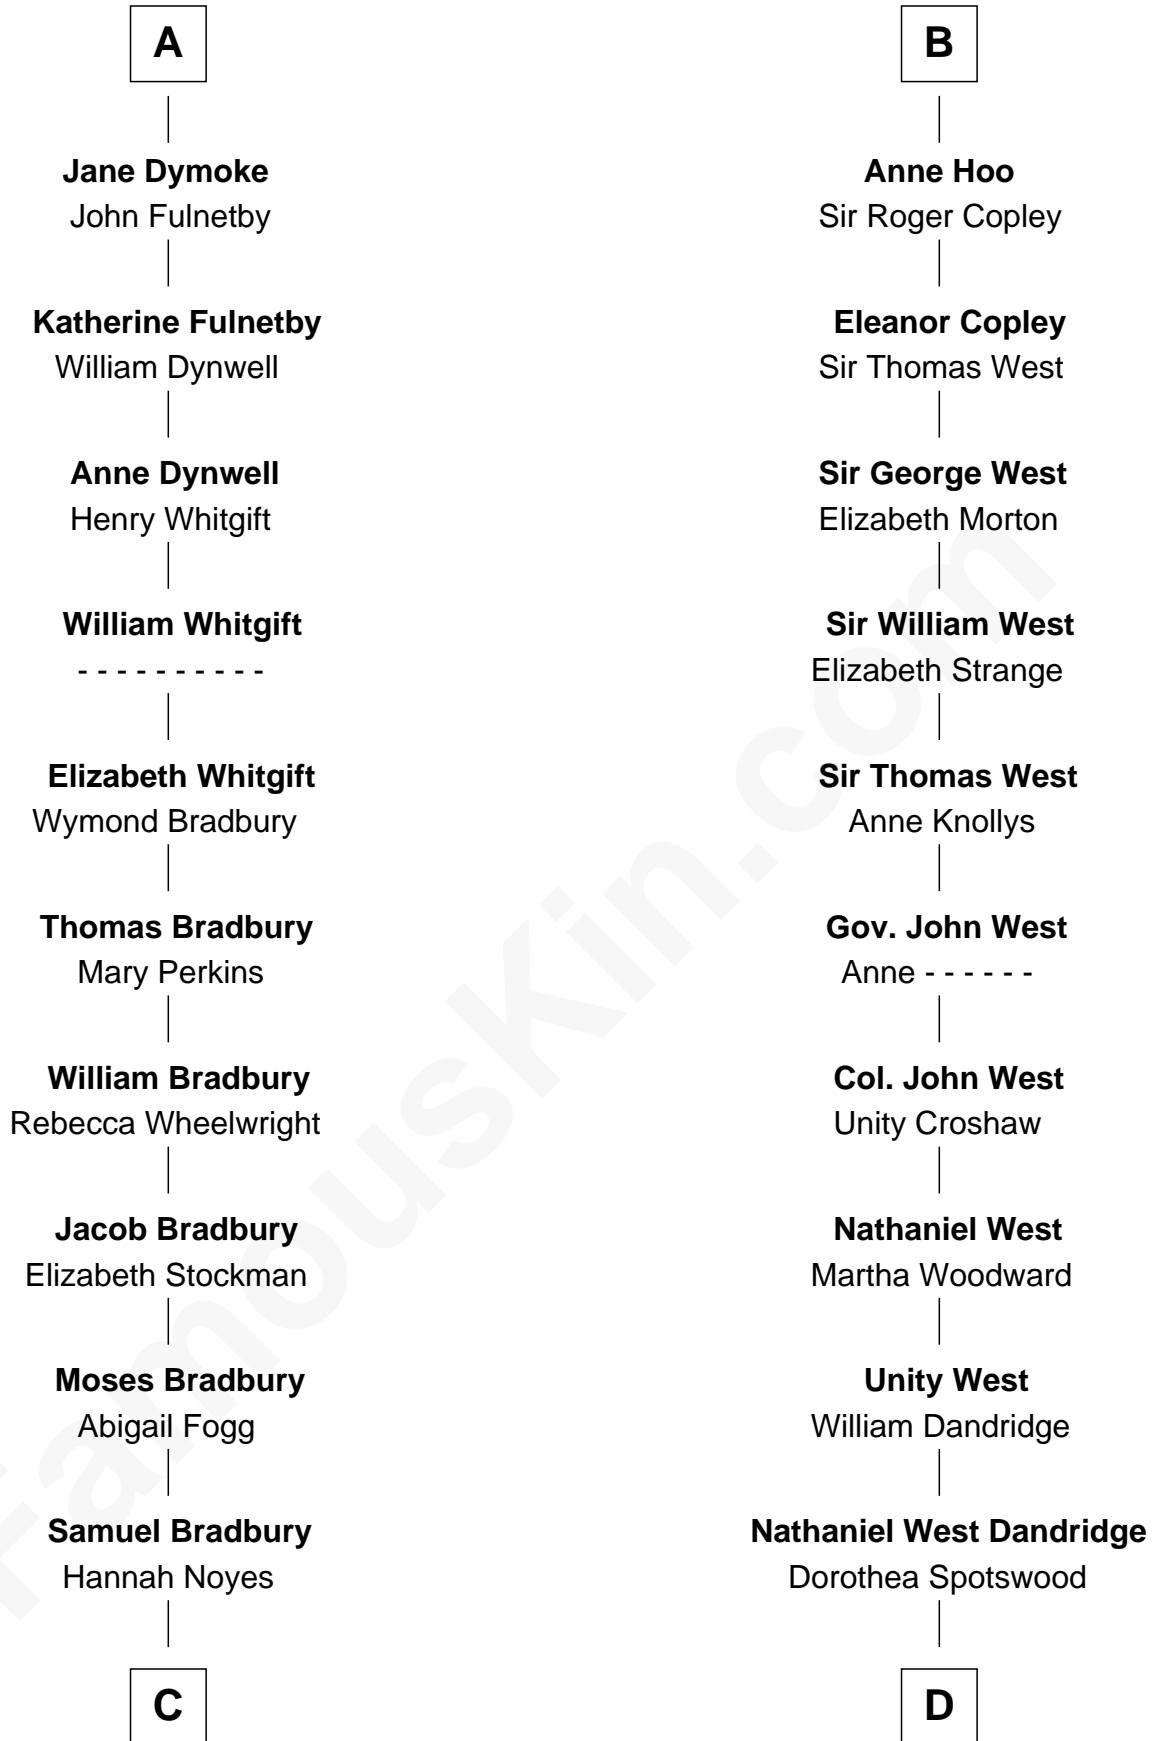 A
Jane Dymoke
John Fulnetby
Katherine Fulnetby
William Dynwell
Anne Dynwell
Henry Whitgift
William Whitgift
- - - - - - - - - -
Elizabeth Whitgift
Wymond Bradbury
Thomas Bradbury
Mary Perkins
William Bradbury
Rebecca Wheelwright
Jacob Bradbury
Elizabeth Stockman
Moses Bradbury
Abigail Fogg
Samuel Bradbury
Hannah Noyes
C
B
Anne Hoo
Sir Roger Copley
Eleanor Copley
Sir Thomas West
Sir George West
Elizabeth Morton
Sir William West
Elizabeth Strange
Sir Thomas West
Anne Knollys
Gov. John West
Anne - - - - - -
Col. John West
Unity Croshaw
Nathaniel West
Martha Woodward
Unity West
William Dandridge
Nathaniel West Dandridge
Dorothea Spotswood
D
FamousKin.com